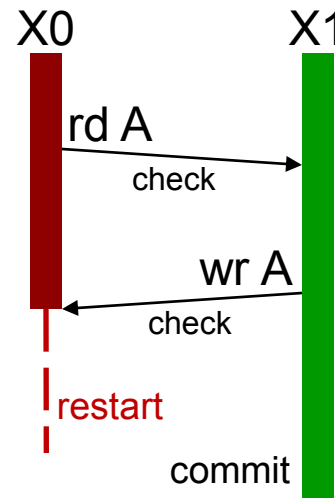 X0 X1
rd A
check
wr A
check
restart
commit